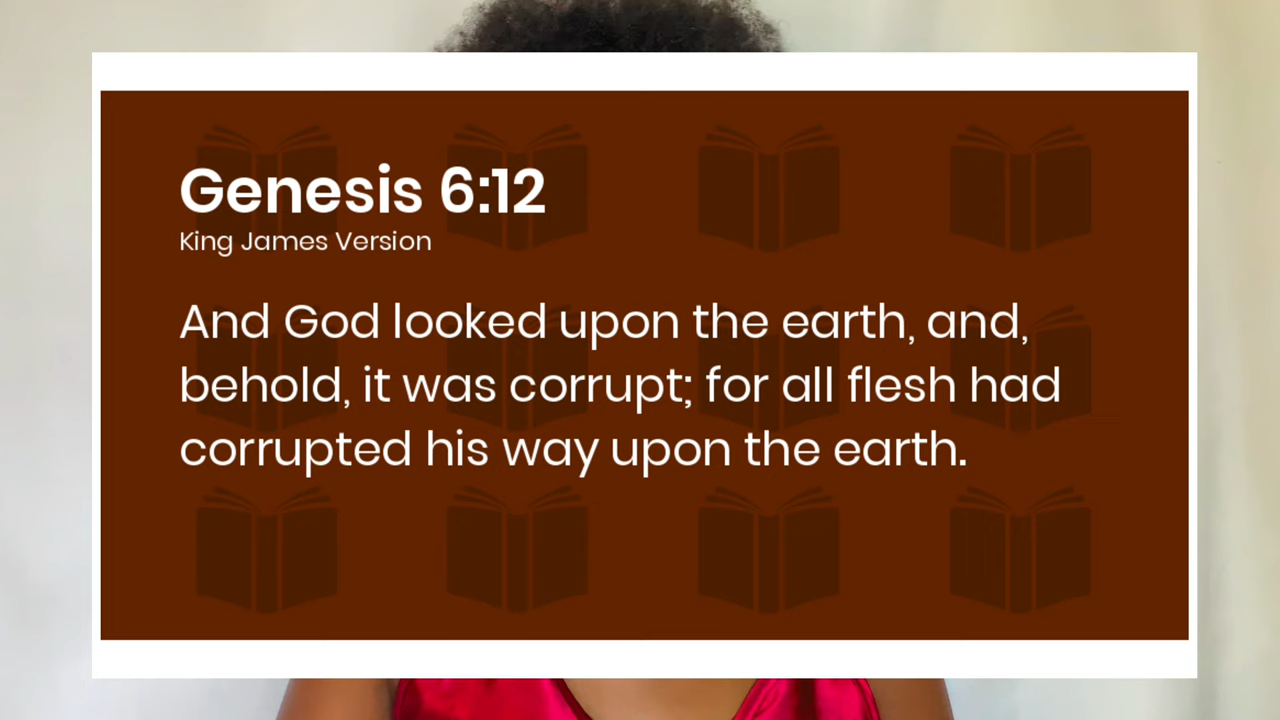 Genesis 6:12
King James Version
And God looked upon the earth, and,
behold, it was corrupt; for all flesh had
corrupted his way upon the earth.